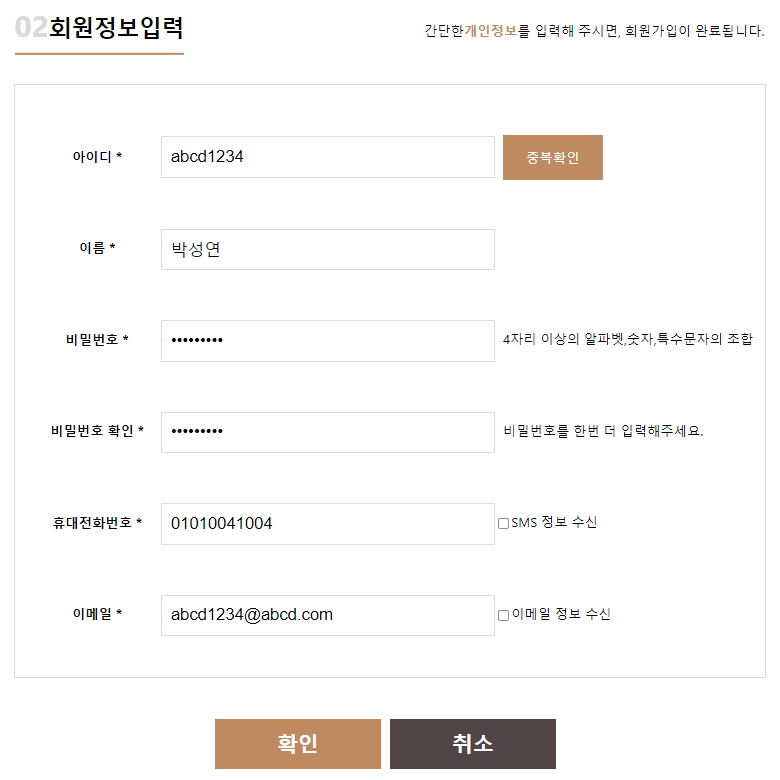 02회원정보입력
간단한개인정보를 입력해 주시면, 회원가입이 완료됩니다.
아이디 * abcd1234 중복확인
이름 * 박성연
비밀번호 * ••••••••• 4자리 이상의 알파벳,숫자,특수문자의 조합
비밀번호 확인 * ••••••••• 비밀번호를 한번 더 입력해주세요.
휴대전화번호 * 01010041004 SMS 정보 수신
이메일 * abcd1234@abcd.com 이메일 정보 수신
확인 취소